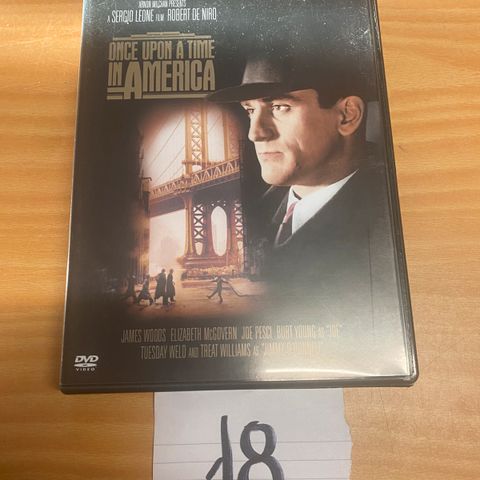 ARNON MILCHAN PRESENTS
A SERGIO LEONE FILM ROBERT DE NIRO
ONCE UPON A TIME
IN AMERICA
JAMES WOODS ELIZABETH McGOVERN JOE PESCI BURT YOUNG AS "JOE"
TUESDAY WELD AND TREAT WILLIAMS AS "JIMMY
DVD
VIDEO
18